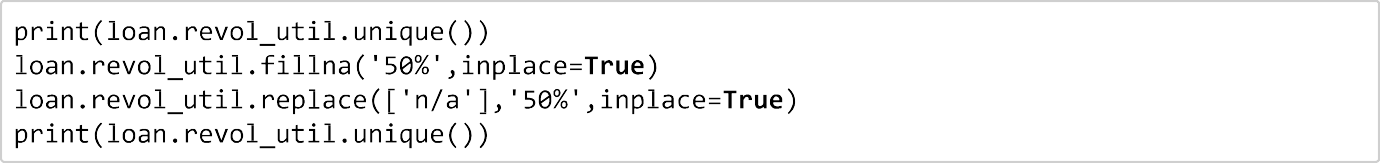 print(loan.revol_util.unique())
loan.revol_util.fillna('50%',inplace=True)
loan.revol_util.replace(['n/a'],'50%',inplace=True)
print(loan.revol_util.unique())